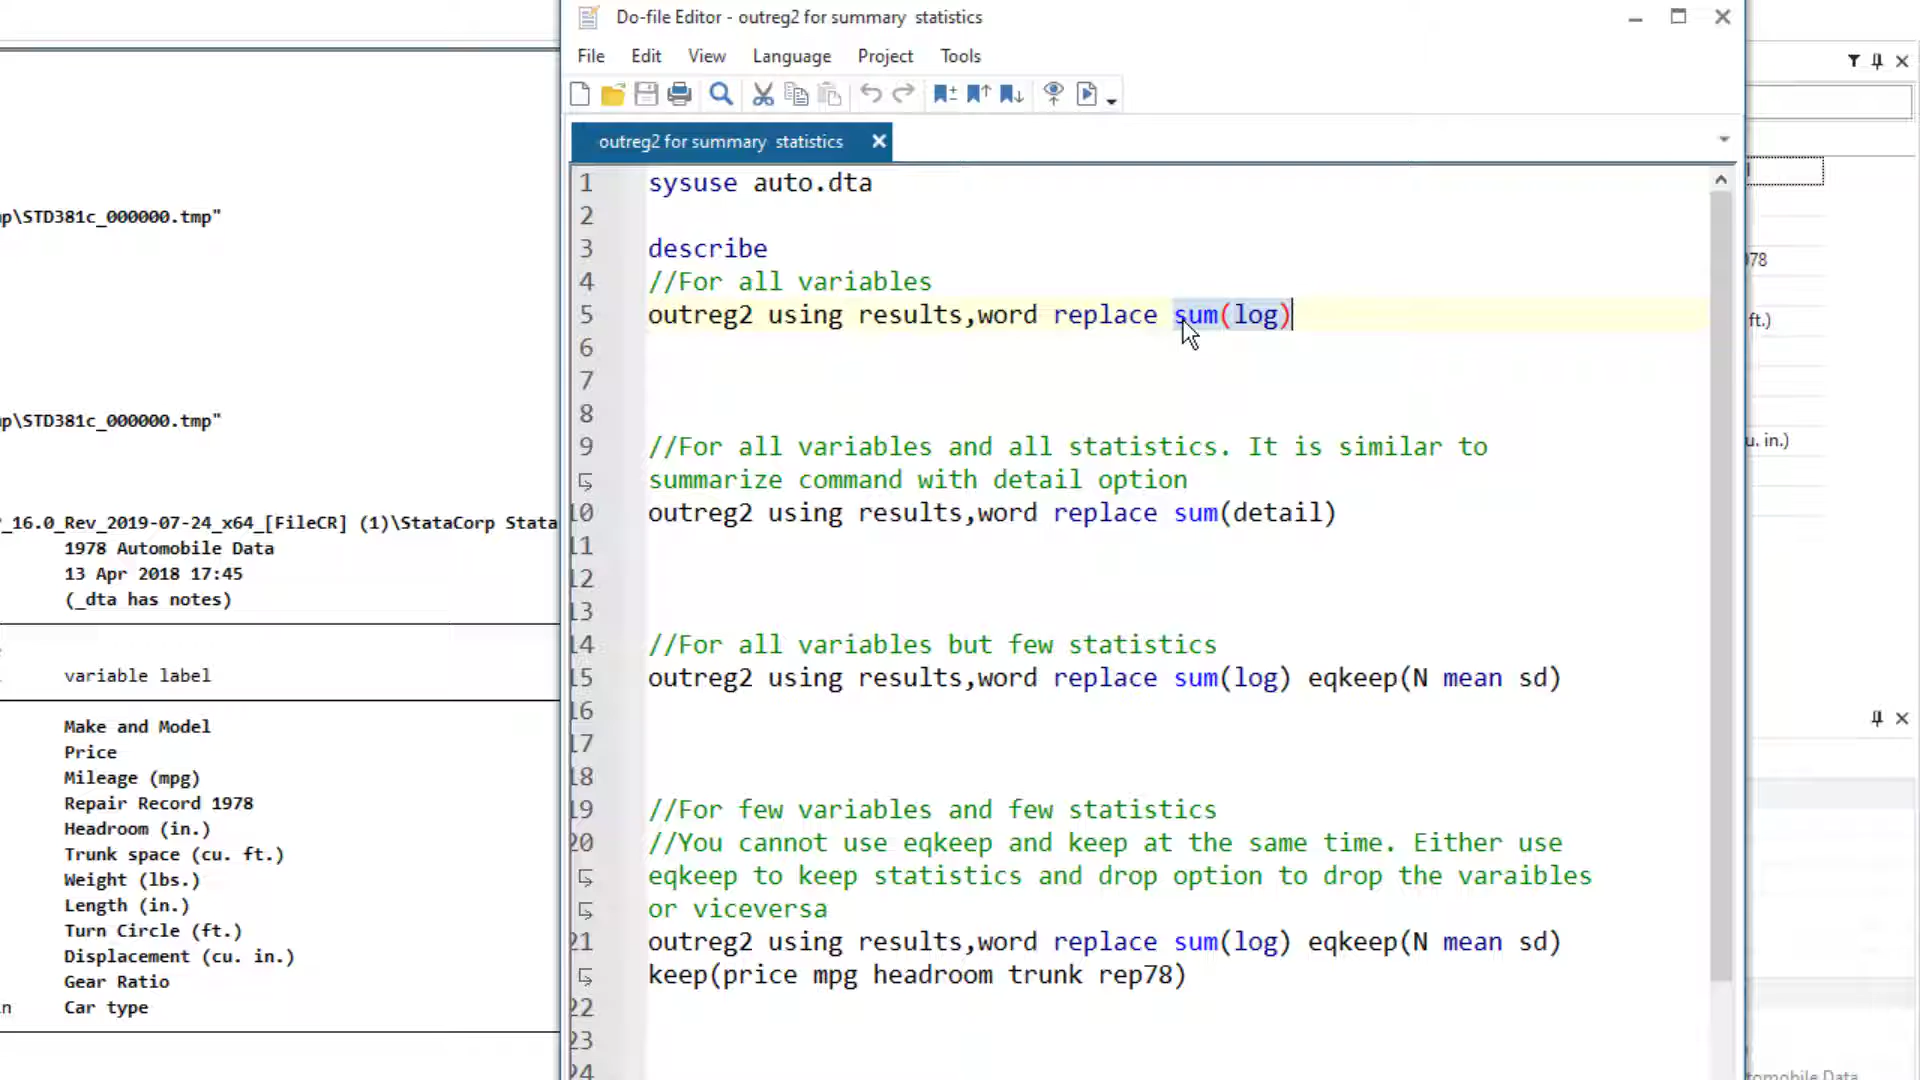 Do-file Editor - outreg2 for summary statistics
File Edit View Language Project Tools
outreg2 for summary statistics
1 sysuse auto.dta
2
3 describe
4 //For all variables
5 outreg2 using results,word replace sum(log)
6
7
8
9 //For all variables and all statistics. It is similar to
summarize command with detail option
10 outreg2 using results,word replace sum(detail)
11
12
13
14 //For all variables but few statistics
15 outreg2 using results,word replace sum(log) eqkeep(N mean sd)
16
17
18
19 //For few variables and few statistics
20 //You cannot use eqkeep and keep at the same time. Either use
eqkeep to keep statistics and drop option to drop the varaibles
or viceversa
21 outreg2 using results,word replace sum(log) eqkeep(N mean sd)
keep(price mpg headroom trunk rep78)
22
23
24
p\STD381c_000000.tmp"
p\STD381c_000000.tmp"
_16.0_Rev_2019-07-24_x64_[FileCR] (1)\StataCorp Stata
1978 Automobile Data
13 Apr 2018 17:45
(_dta has notes)
variable label
Make and Model
Price
Mileage (mpg)
Repair Record 1978
Headroom (in.)
Trunk space (cu. ft.)
Weight (lbs.)
Length (in.)
Turn Circle (ft.)
Displacement (cu. in.)
Gear Ratio
n Car type
78
ft.)
u. in.)
tomobile Data